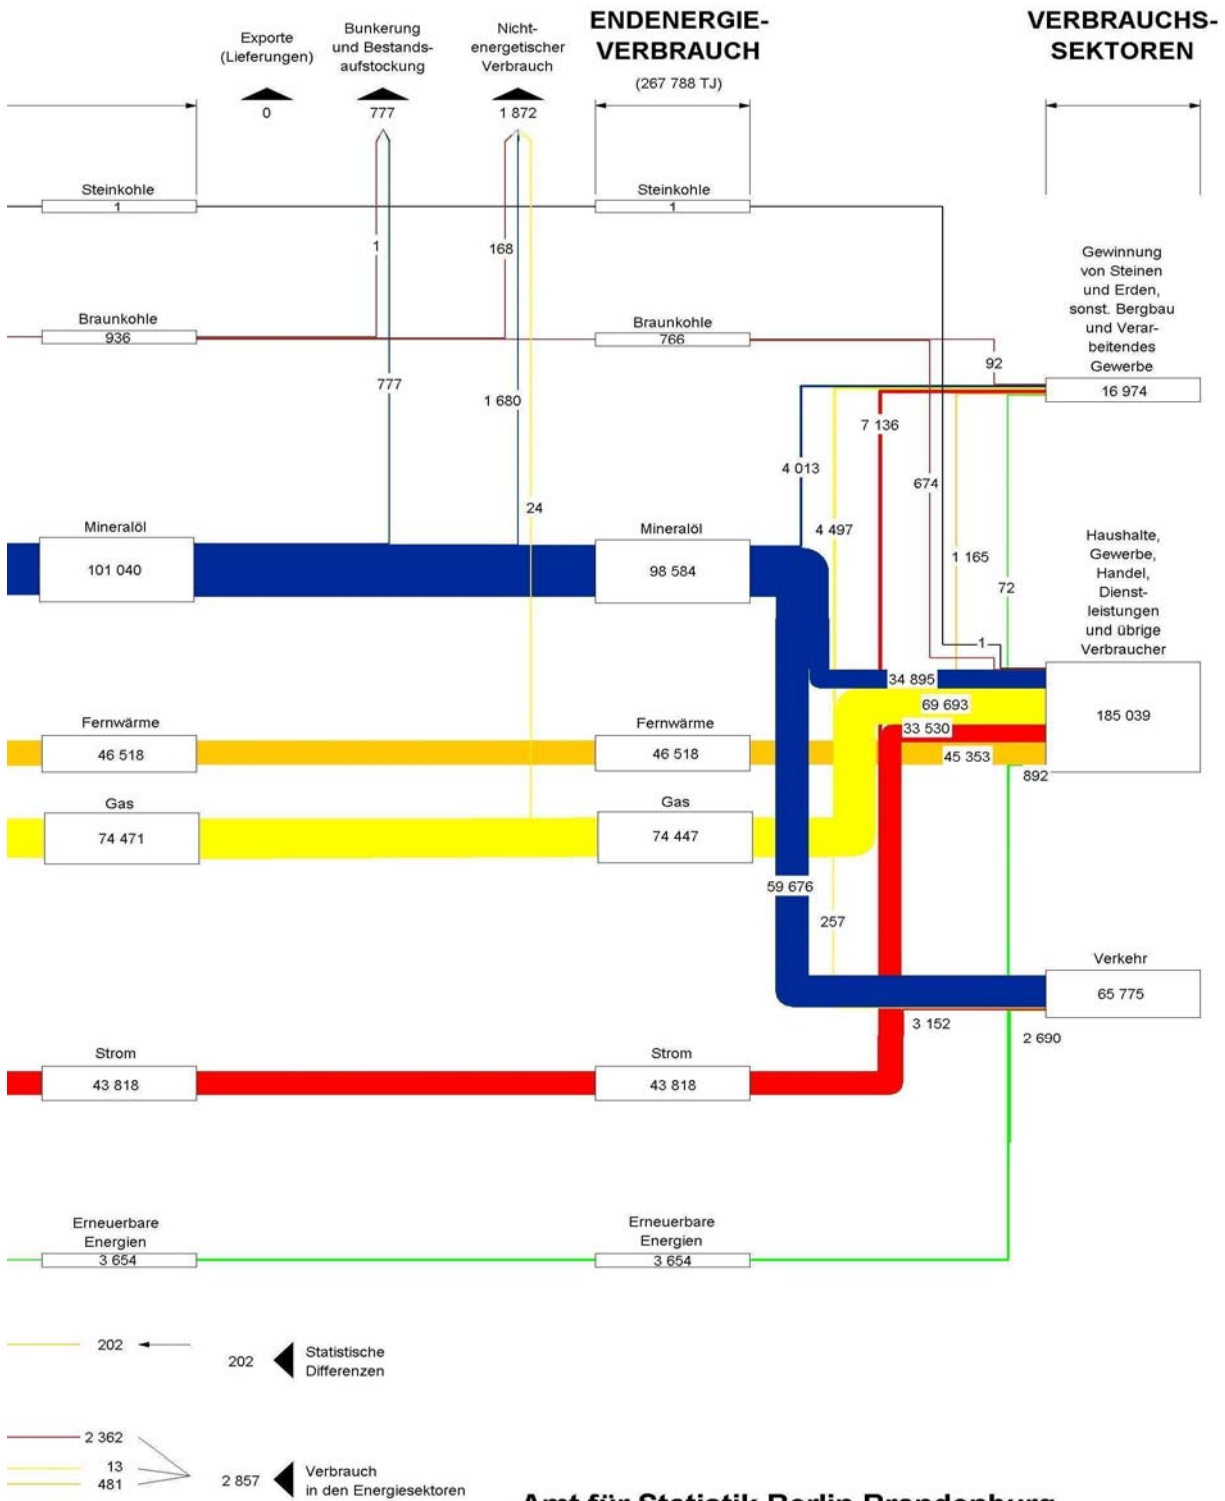 Exporte
(Lieferungen)
0
Bunkerung
und Bestands-
aufstockung
777
Nicht-
energetischer
Verbrauch
1 872
ENDENERGIE-
VERBRAUCH
(267 788 TJ)
VERBRAUCHS-
SEKTOREN
Steinkohle
1
Steinkohle
1
1
168
Braunkohle
936
Braunkohle
766
Gewinnung
von Steinen
und Erden,
sonst. Bergbau
und Verar-
beitendes
Gewerbe
16 974
92
777
1 680
7 136
4 013
674
24
4 497
1 165
72
Mineralöl
101 040
Mineralöl
98 584
Haushalte,
Gewerbe,
Handel,
Dienst-
leistungen
und übrige
Verbraucher
185 039
1
34 895
69 693
33 530
45 353
892
Fernwärme
46 518
Fernwärme
46 518
Gas
74 471
Gas
74 447
59 676
257
Verkehr
65 775
3 152
2 690
Strom
43 818
Strom
43 818
Erneuerbare
Energien
3 654
Erneuerbare
Energien
3 654
202
202
Statistische
Differenzen
2 362
13
481
2 857
Verbrauch
in den Energiesektoren
Amt für Statistik Berlin Brandenburg